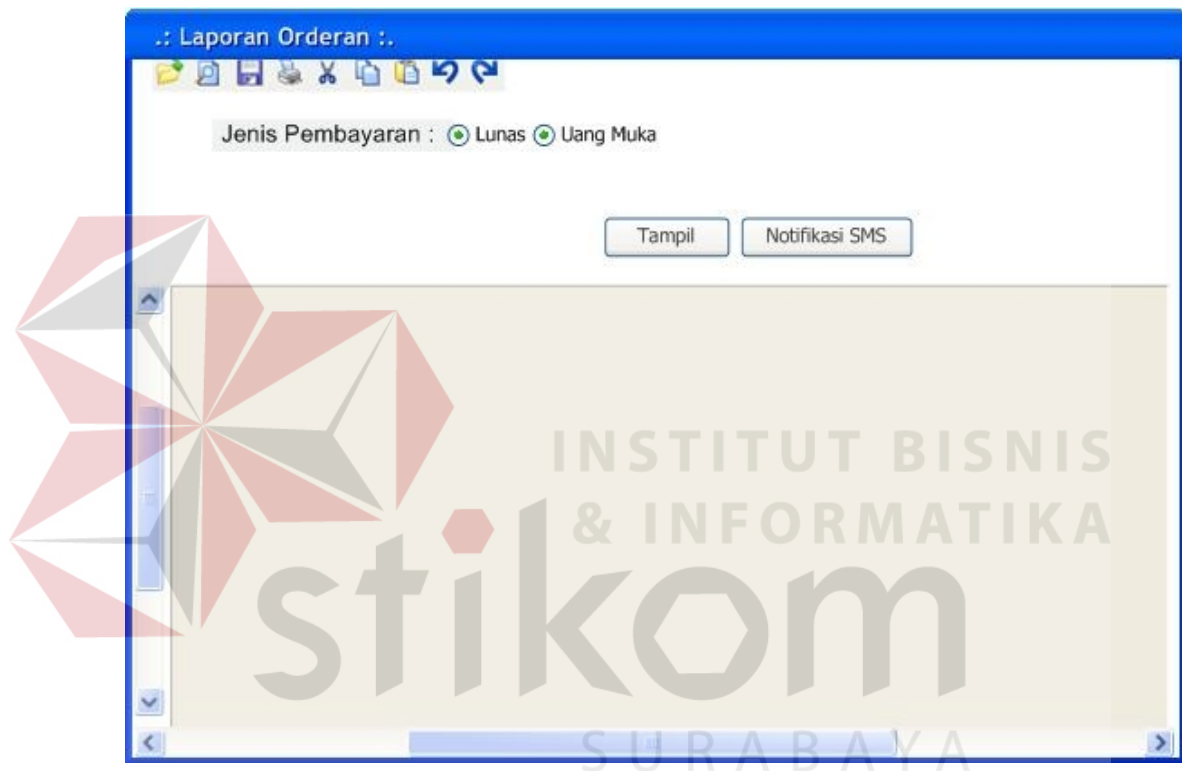 .: Laporan Orderan :.
Jenis Pembayaran : Lunas Uang Muka
Tampil Notifikasi SMS
INSTITUT BISNIS
& INFORMATIKA
stikom
SURABAYA